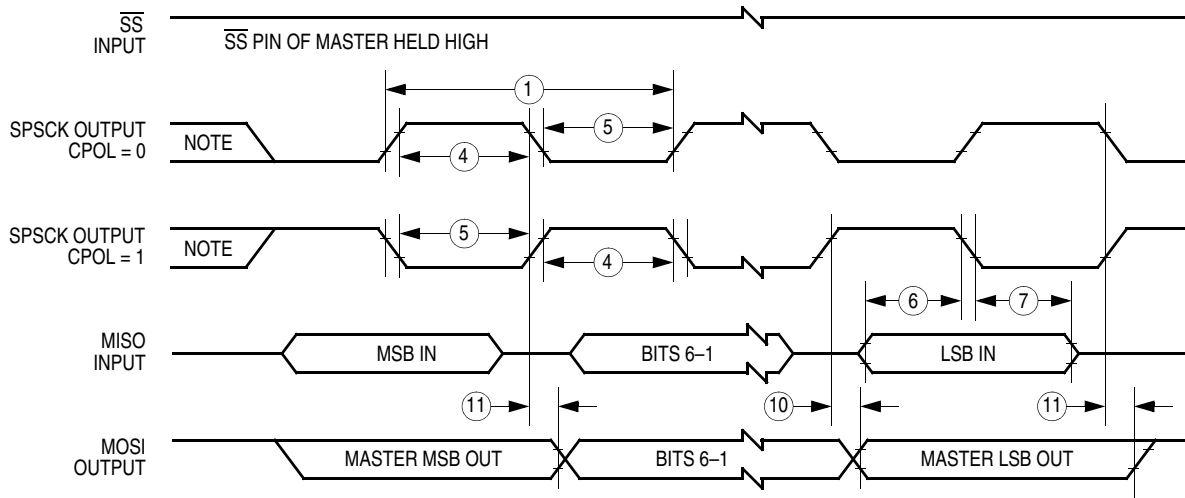 SS
INPUT
SS PIN OF MASTER HELD HIGH
1
SPSCK OUTPUT
CPOL = 0
NOTE
4
5
SPSCK OUTPUT
CPOL = 1
NOTE
5
4
6
7
MISO
INPUT
MSB IN
BITS 6–1
LSB IN
11
10
11
MOSI
OUTPUT
MASTER MSB OUT
BITS 6–1
MASTER LSB OUT